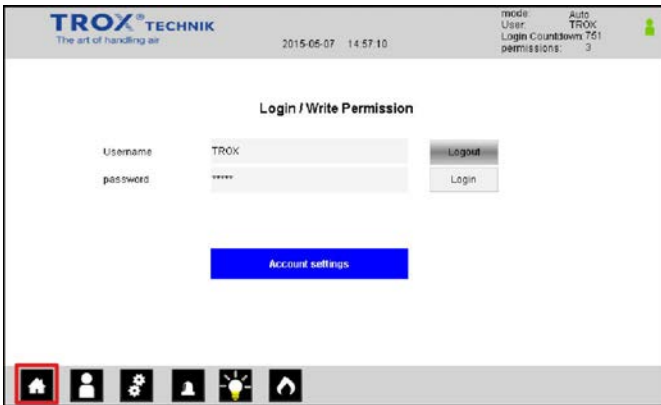 TROX® TECHNIK
The art of handling air
2015-05-07 14:57:10
mode: Auto
User: TROX
Login Countdown: 751
permissions: 3
Login / Write Permission
Username TROX Logout
password ***** Login
Account settings